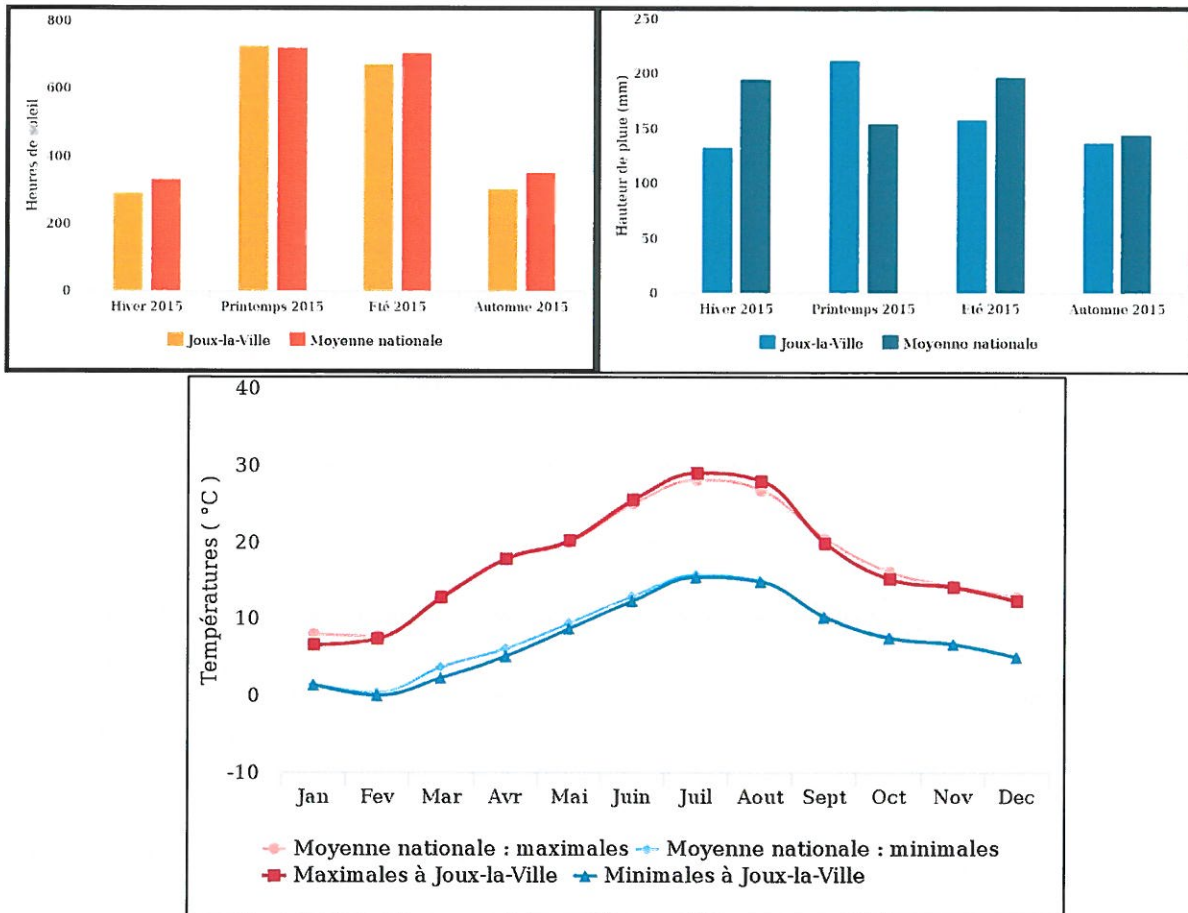 800
600
400
200
0
Heures de soleil
Hiver 2015 Printemps 2015 Eté 2015 Automne 2015
Joux-la-Ville Moyenne nationale
250
200
150
100
50
0
Hauteur de pluie (mm)
Hiver 2015 Printemps 2015 Eté 2015 Automne 2015
Joux-la-Ville Moyenne nationale
40
30
20
10
0
-10
Températures ( °C )
Jan Fev Mar Avr Mai Juin Juil Aout Sept Oct Nov Dec
Moyenne nationale : maximales Moyenne nationale : minimales
Maximales à Joux-la-Ville Minimales à Joux-la-Ville